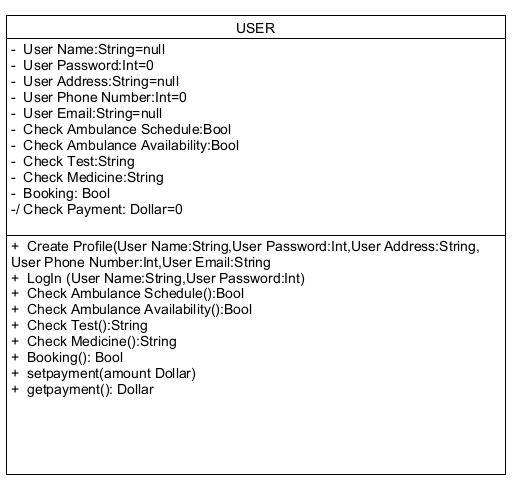 USER
- User Name:String=null
- User Password:Int=0
- User Address:String=null
- User Phone Number:Int=0
- User Email:String=null
- Check Ambulance Schedule:Bool
- Check Ambulance Availability:Bool
- Check Test:String
- Check Medicine:String
- Booking: Bool
-/ Check Payment: Dollar=0
+ Create Profile(User Name:String,User Password:Int,User Address:String,
User Phone Number:Int,User Email:String
+ LogIn (User Name:String,User Password:Int)
+ Check Ambulance Schedule():Bool
+ Check Ambulance Availability():Bool
+ Check Test():String
+ Check Medicine():String
+ Booking(): Bool
+ setpayment(amount Dollar)
+ getpayment(): Dollar